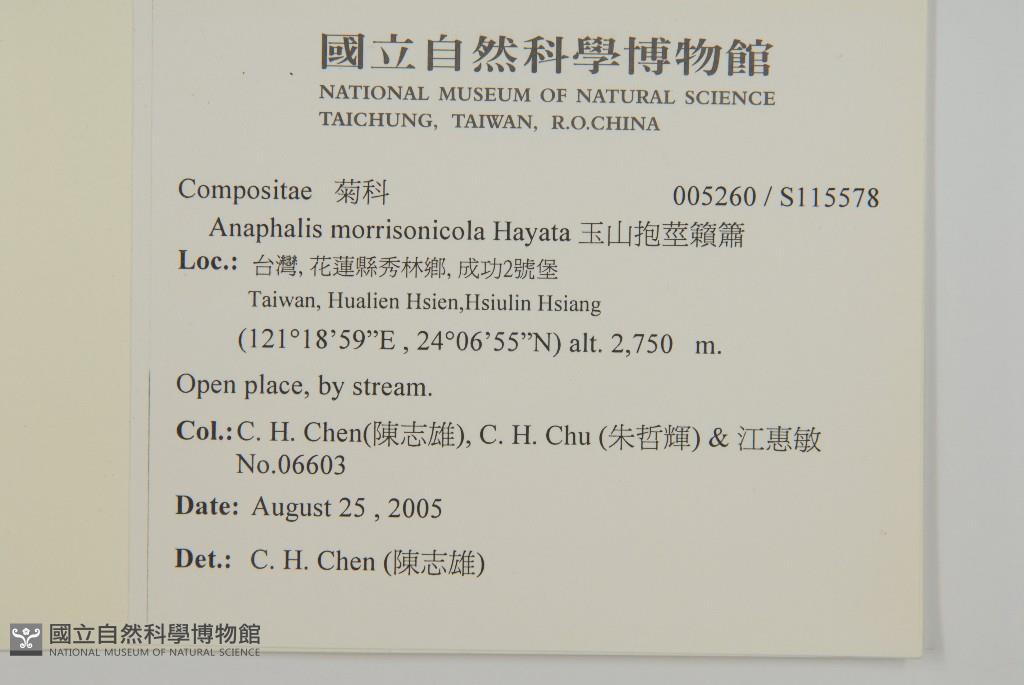 國立自然科學博物館
NATIONAL MUSEUM OF NATURAL SCIENCE
TAICHUNG, TAIWAN, R.O.CHINA
Compositae 菊科 005260 / S115578
Anaphalis morrisonicola Hayata 玉山抱莖籟簫
Loc.: 台灣, 花蓮縣秀林鄉, 成功2號堡
Taiwan, Hualien Hsien,Hsiulin Hsiang
(121°18’59”E , 24°06’55”N) alt. 2,750 m.
Open place, by stream.
Col.: C. H. Chen(陳志雄), C. H. Chu (朱哲輝) & 江惠敏
No.06603
Date: August 25 , 2005
Det.: C. H. Chen (陳志雄)
國立自然科學博物館
NATIONAL MUSEUM OF NATURAL SCIENCE